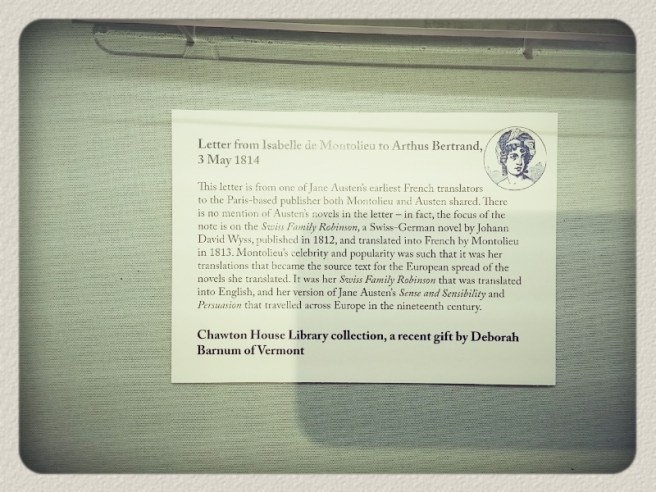 Letter from Isabelle de Montolieu to Arthus Bertrand,
3 May 1814
This letter is from one of Jane Austen's earliest French translators
to the Paris-based publisher both Montolieu and Austen shared. There
is no mention of Austen's novels in the letter – in fact, the focus of the
note is on the Swiss Family Robinson, a Swiss-German novel by Johann
David Wyss, published in 1812, and translated into French by Montolieu
in 1813. Montolieu's celebrity and popularity was such that it was her
translations that became the source text for the European spread of the
novels she translated. It was her Swiss Family Robinson that was translated
into English, and her version of Jane Austen's Sense and Sensibility and
Persuasion that travelled across Europe in the nineteenth century.
Chawton House Library collection, a recent gift by Deborah
Barnum of Vermont